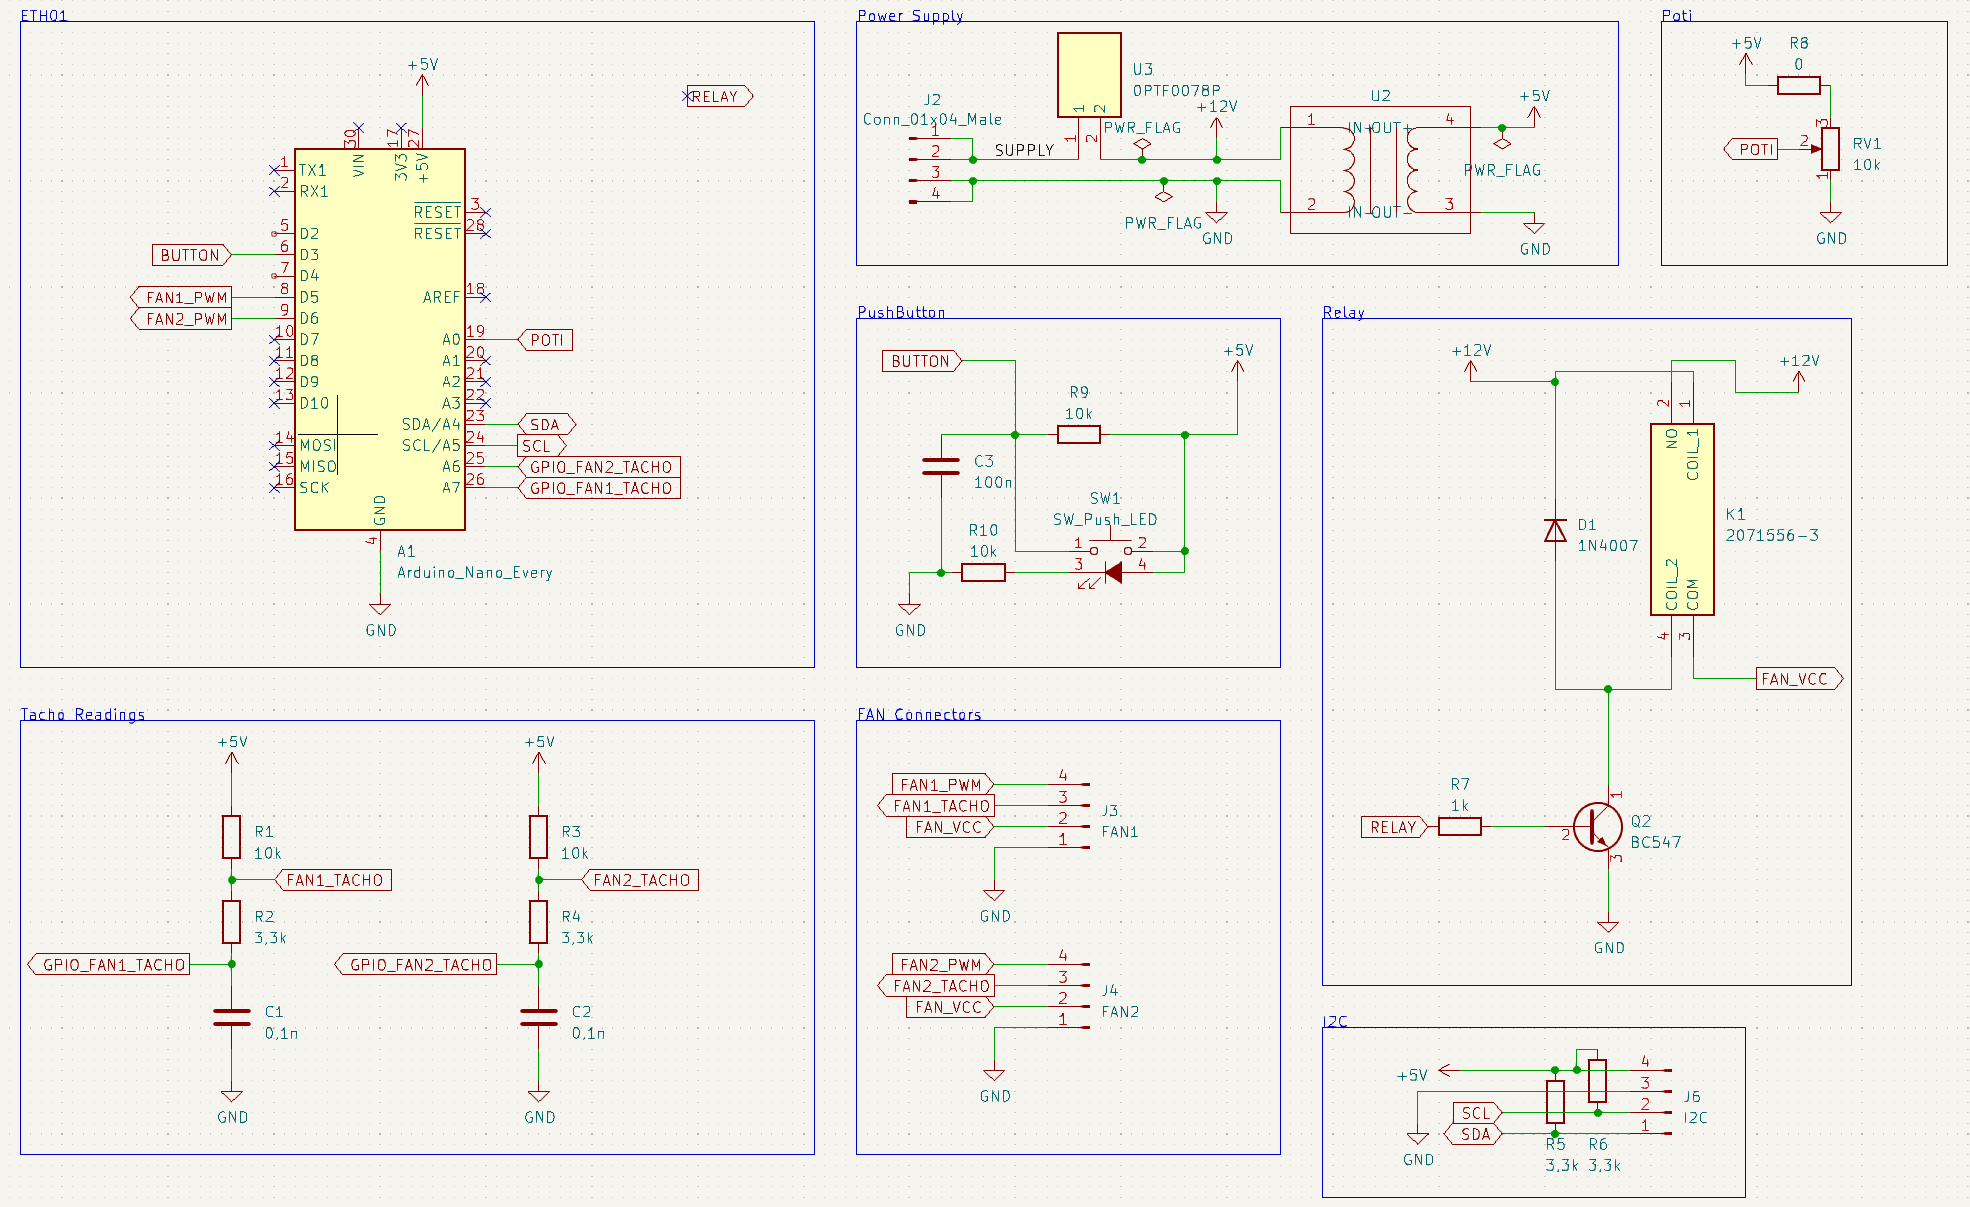 ETH01
+5V
RELAY
30
17
27
VIN
3V3
+5V
1
TX1
2
RX1
RESET
3
RESET
28
5
D2
BUTTON
6
D3
7
D4
FAN1_PWM
8
D5
AREF
18
FAN2_PWM
9
D6
10
D7
A0
19
POTI
11
D8
A1
20
12
D9
A2
21
13
D10
A3
22
SDA/A4
23
SDA
14
MOSI
SCL/A5
24
SCL
15
MISO
A6
25
GPIO_FAN2_TACHO
16
SCK
A7
26
GPIO_FAN1_TACHO
GND
4
A1
Arduino_Nano_Every
GND
Power Supply
U3
OPTF0078P
1
2
1
2
J2
Conn_01x04_Male
1
2
3
4
SUPPLY
PWR_FLAG
+12V
PWR_FLAG
GND
U2
1
IN+
OUT+
4
2
IN-
OUT-
3
+5V
PWR_FLAG
GND
Poti
+5V
R8
0
3
POTI
2
RV1
10k
1
GND
PushButton
BUTTON
+5V
R9
10k
C3
100n
SW1
SW_Push_LED
R10
10k
1
2
3
4
GND
Relay
+12V
+12V
2
1
NO
COIL_1
D1
1N4007
K1
2071556-3
COIL_2
COM
4
3
FAN_VCC
R7
1k
RELAY
1
2
Q2
BC547
3
GND
Tacho Readings
+5V
R1
10k
FAN1_TACHO
R2
3,3k
GPIO_FAN1_TACHO
C1
0,1n
GND
+5V
R3
10k
FAN2_TACHO
R4
3,3k
GPIO_FAN2_TACHO
C2
0,1n
GND
FAN Connectors
FAN1_PWM
4
FAN1_TACHO
3
J3
FAN_VCC
2
FAN1
1
GND
FAN2_PWM
4
FAN2_TACHO
3
J4
FAN_VCC
2
FAN2
1
GND
I2C
+5V
4
3
J6
SCL
2
I2C
SDA
1
R5
R6
GND
3,3k
3,3k